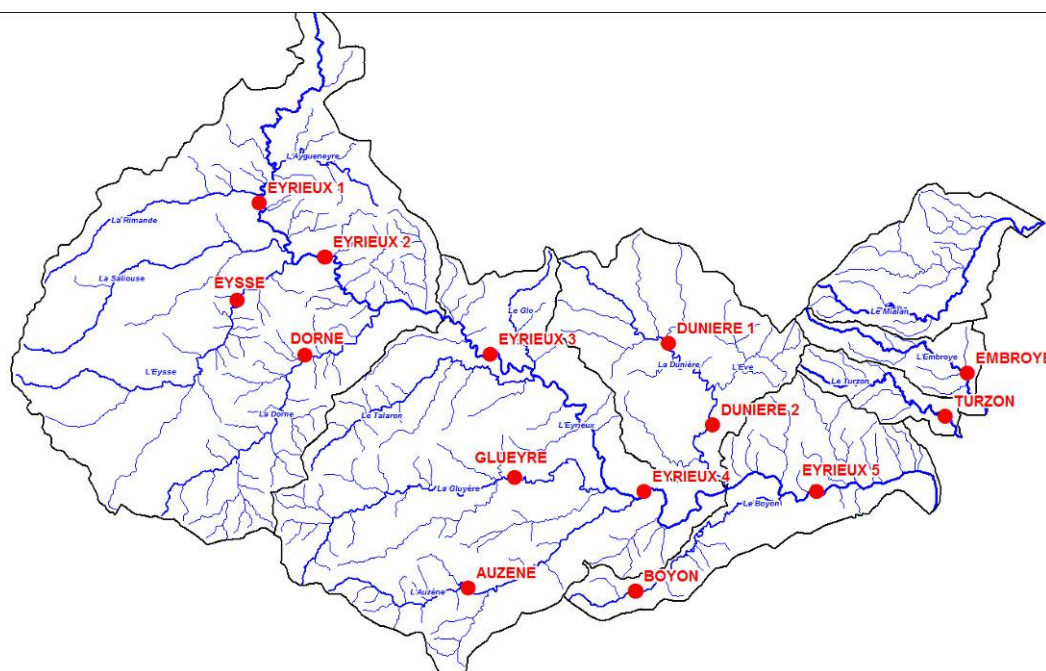 L'Aygueneyre
EYRIEUX 1
La Rimande
EYRIEUX 2
La Saliouse
EYSSE
Le Glo
Le Mialan
DUNIERE 1
DORNE
EYRIEUX 3
L'Embroye
EMBROYE
La Dunière
L'Eve
L'Eysse
Le Turzon
TURZON
La Dorne
Le Talaron
L'Eyrieux
DUNIERE 2
GLUEYRE
EYRIEUX 4
EYRIEUX 5
La Gluyère
Le Boyon
AUZENE
L'Auzène
BOYON